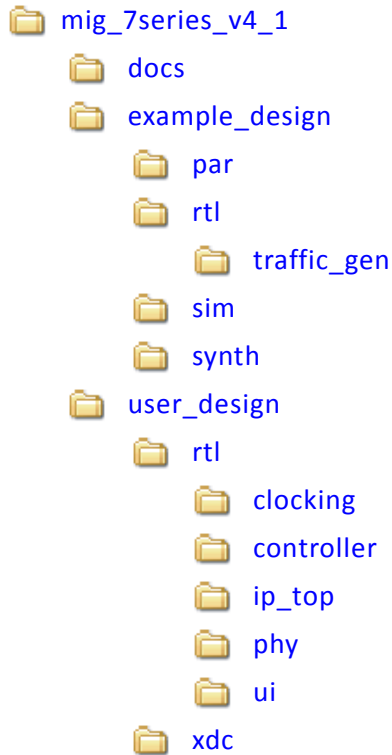 mig_7series_v4_1
docs
example_design
par
rtl
traffic_gen
sim
synth
user_design
rtl
clocking
controller
ip_top
phy
ui
xdc